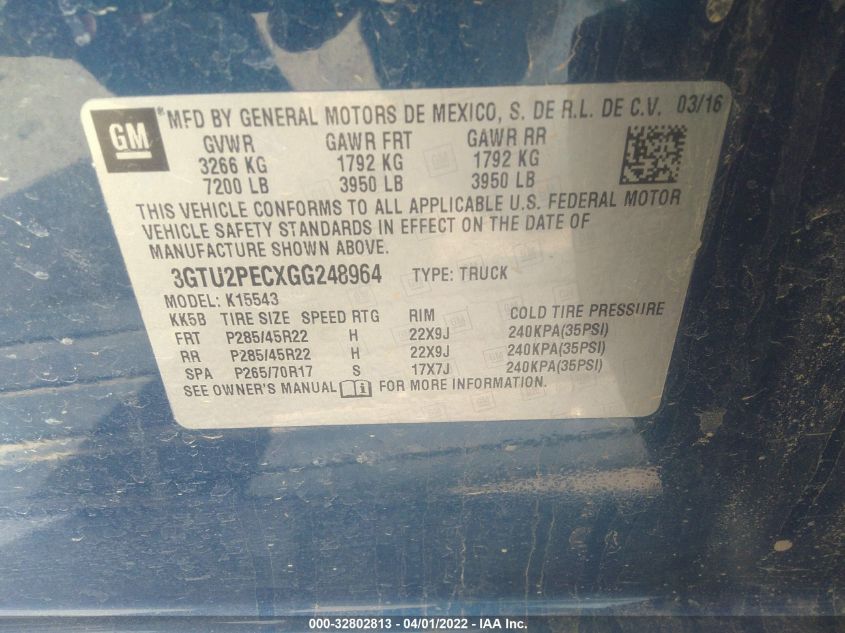 GM
*MFD BY GENERAL MOTORS DE MEXICO, S. DE R.L. DE C.V. 03/16
GVWR GAWR FRT GAWR RR
3266 KG 1792 KG 1792 KG
7200 LB 3950 LB 3950 LB
THIS VEHICLE CONFORMS TO ALL APPLICABLE U.S. FEDERAL MOTOR
VEHICLE SAFETY STANDARDS IN EFFECT ON THE DATE OF
MANUFACTURE SHOWN ABOVE.
3GTU2PECXGG248964 TYPE: TRUCK
MODEL: K15543
KK5B TIRE SIZE SPEED RTG RIM COLD TIRE PRESSURE
FRT P285/45R22 H 22X9J 240KPA(35PSI)
RR P285/45R22 H 22X9J 240KPA(35PSI)
SPA P265/70R17 S 17X7J 240KPA(35PSI)
SEE OWNER'S MANUAL FOR MORE INFORMATION.
000-32802813 - 04/01/2022 - IAA Inc.